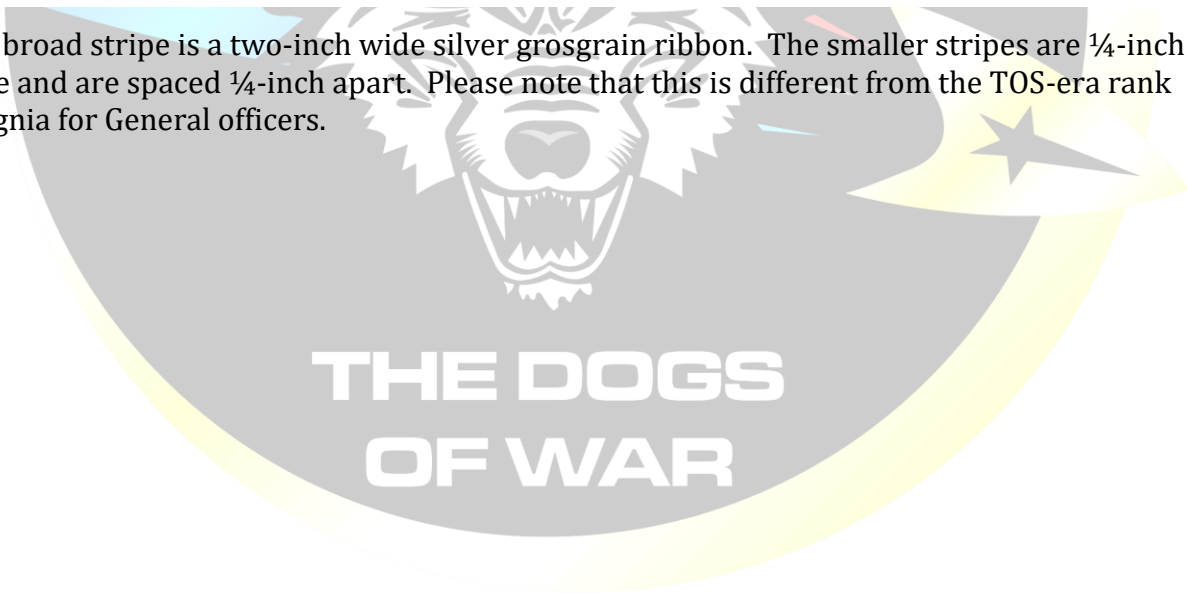 broad stripe is a two-inch wide silver grosgrain ribbon. The smaller stripes are ¼-inch
e and are spaced ¼-inch apart. Please note that this is different from the TOS-era rank
gnia for General officers.
THE DOGS
OF WAR